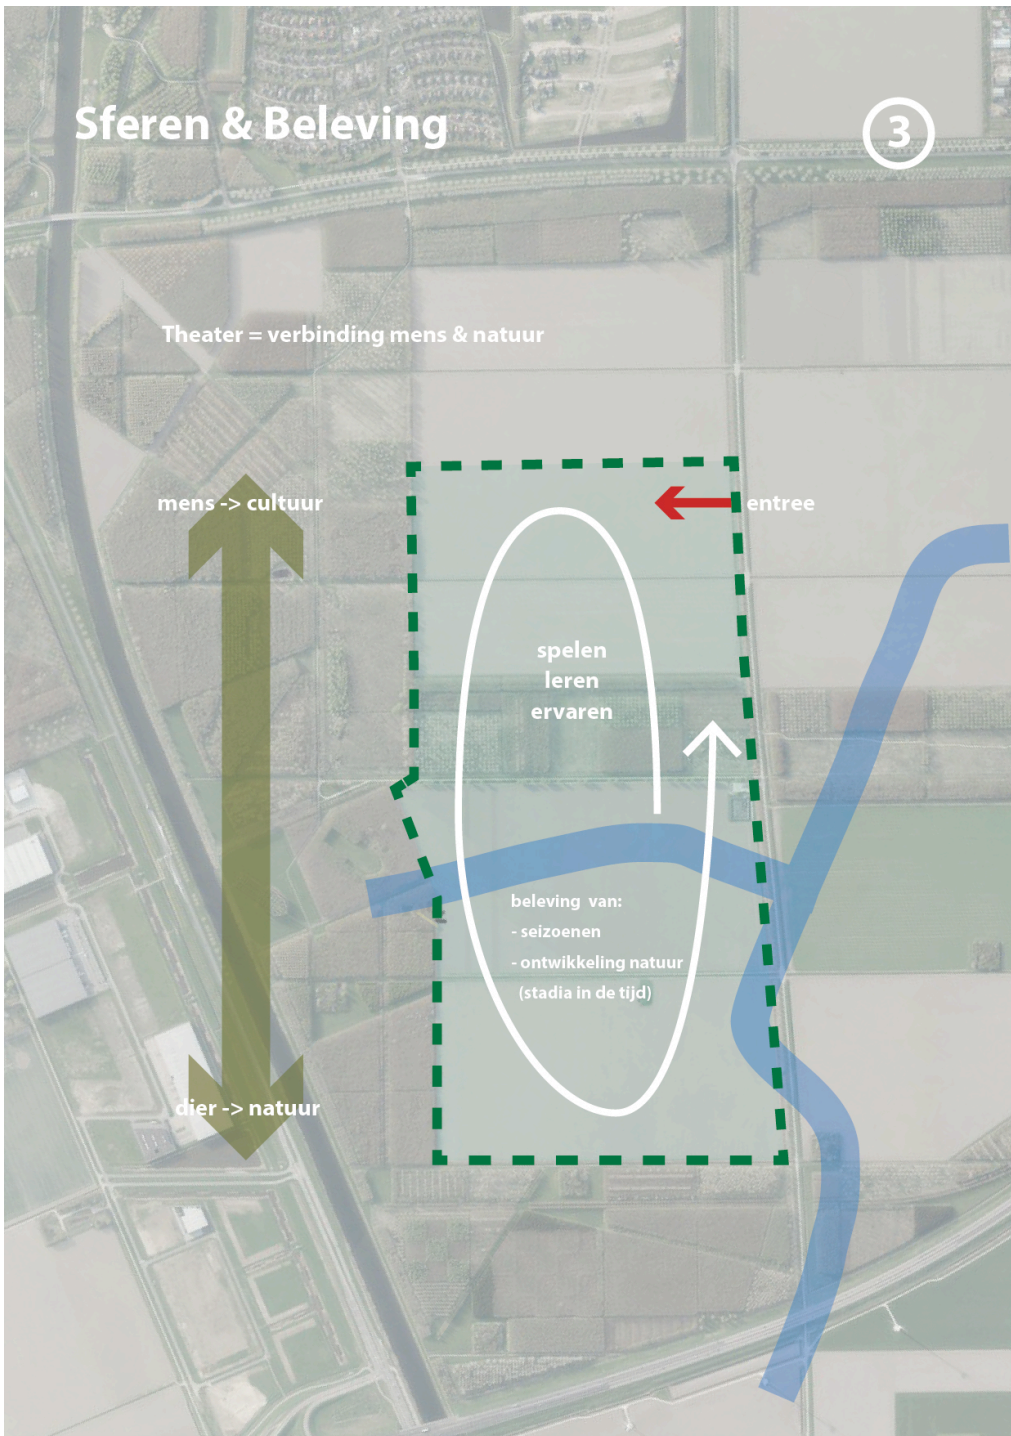 Sferen & Beleving
3
Theater = verbinding mens & natuur
mens -> cultuur
entree
spelen
leren
ervaren
beleving van:
- seizoenen
- ontwikkeling natuur
(stadia in de tijd)
dier -> natuur